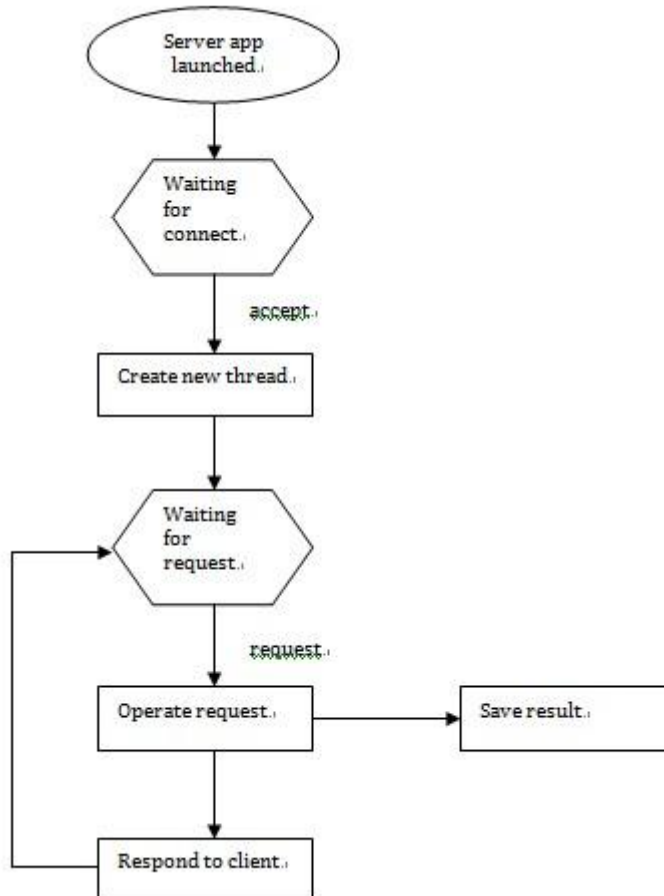 Server app
launched.
Waiting
for
connect.
accept.
Create new thread.
Waiting
for
request.
request.
Operate request.
Save result.
Respond to client.